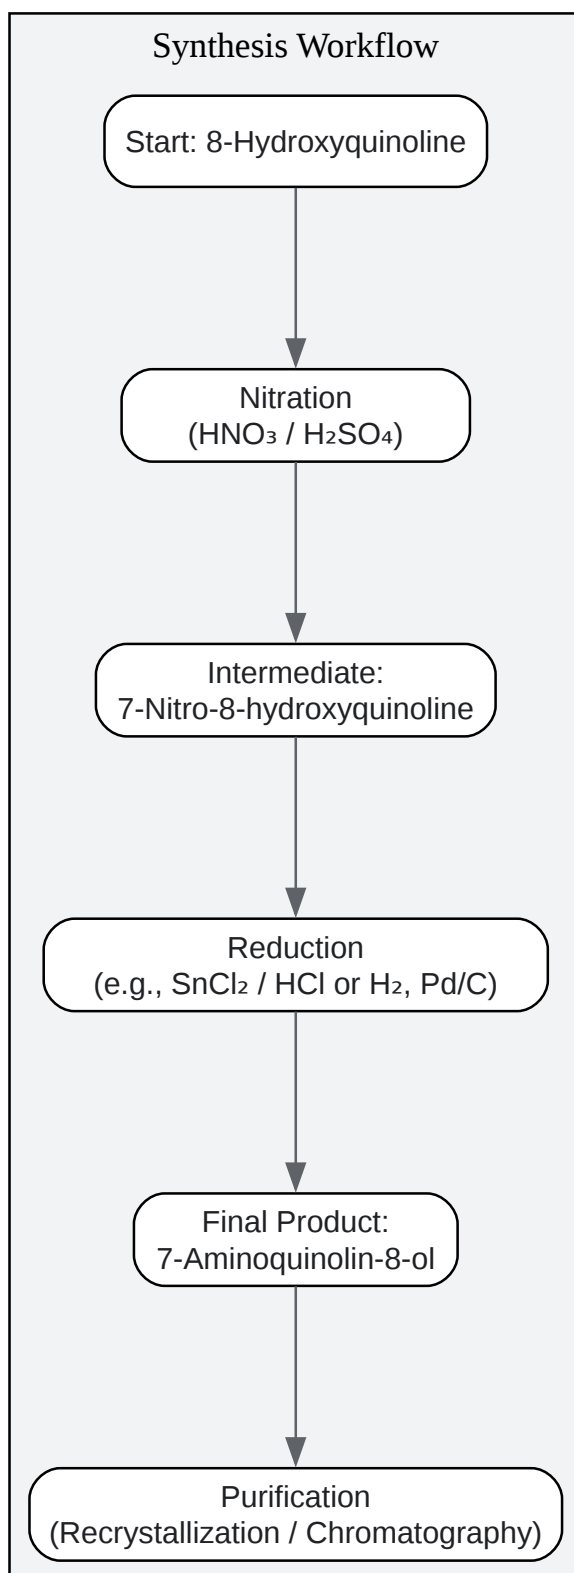 Synthesis Workflow
Start: 8-Hydroxyquinoline
Nitration
(HNO₃ / H₂SO₄)
Intermediate:
7-Nitro-8-hydroxyquinoline
Reduction
(e.g., SnCl₂ / HCl or H₂, Pd/C)
Final Product:
7-Aminoquinolin-8-ol
Purification
(Recrystallization / Chromatography)